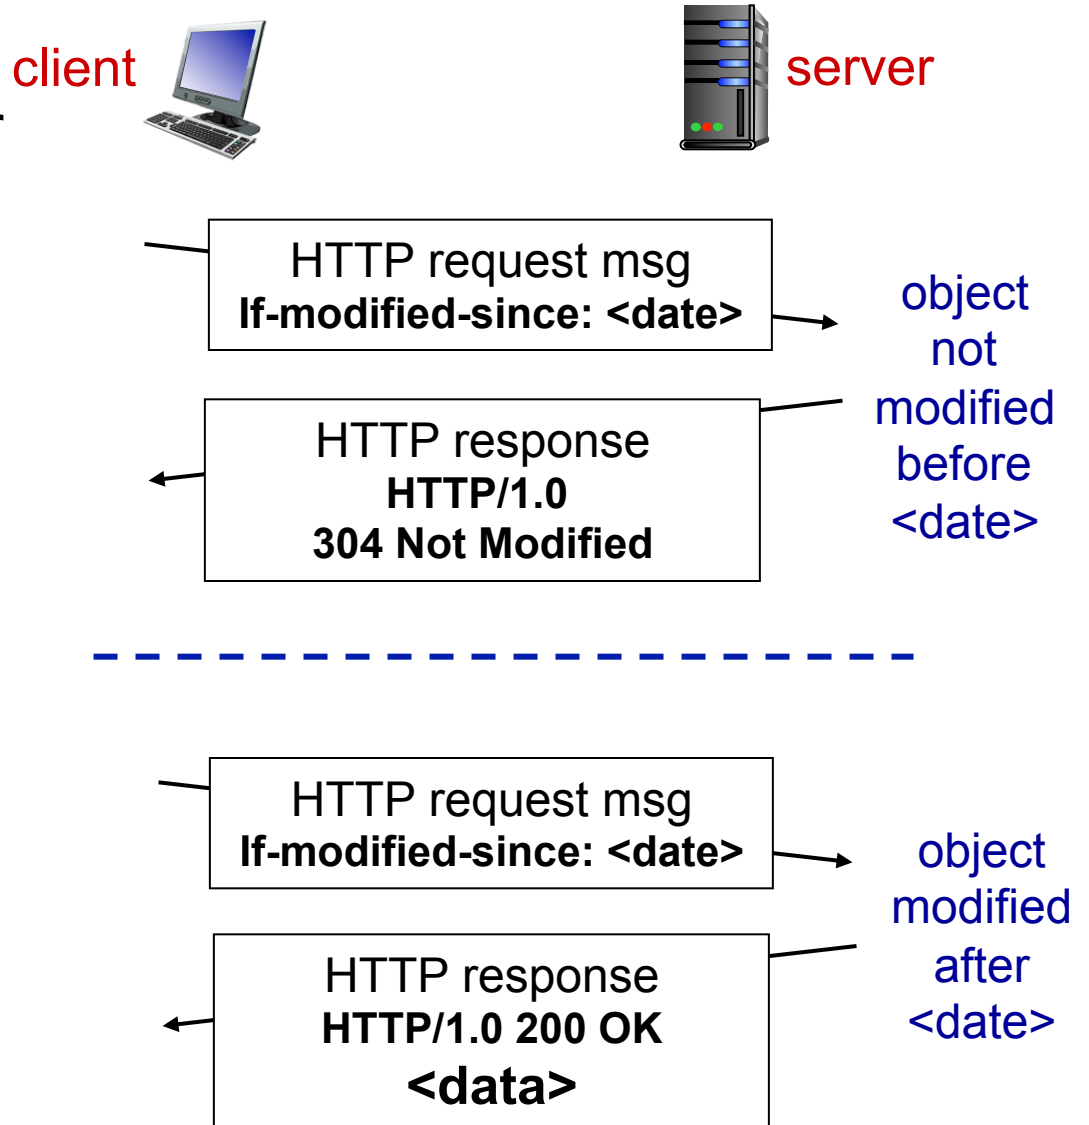 client
server
HTTP request msg
If-modified-since: <date>
object
not
modified
before
<date>
HTTP response
HTTP/1.0
304 Not Modified
HTTP request msg
If-modified-since: <date>
object
modified
after
<date>
HTTP response
HTTP/1.0 200 OK
<data>